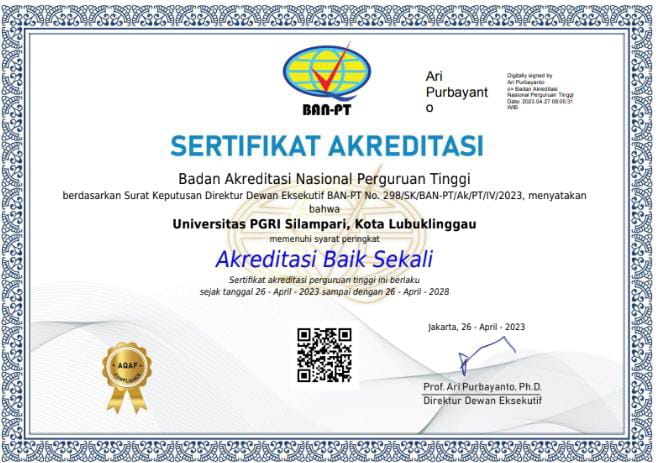 BAN-PT
Ari
Purbayant
o
Digitally signed by
Ari Purbayanto
o= Badan Akreditasi
Nasional Perguruan Tinggi
Date: 2023.04.27 09:05:31
WIB
SERTIFIKAT AKREDITASI
Badan Akreditasi Nasional Perguruan Tinggi
berdasarkan Surat Keputusan Direktur Dewan Eksekutif BAN-PT No. 298/SK/BAN-PT/Ak/PT/IV/2023, menyatakan
bahwa
Universitas PGRI Silampari, Kota Lubuklinggau
memenuhi syarat peringkat
Akreditasi Baik Sekali
Sertifikat akreditasi perguruan tinggi ini berlaku
sejak tanggal 26 - April - 2023 sampai dengan 26 - April - 2028
Jakarta, 26 - April - 2023
AQAF
COMPLIANCE
Prof. Ari Purbayanto, Ph.D.
Direktur Dewan Eksekutif